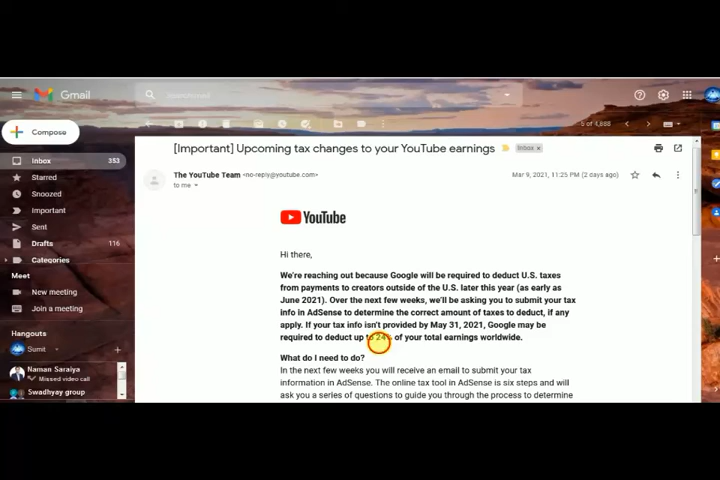 Gmail
5 of 4,888
Compose
[Important] Upcoming tax changes to your YouTube earnings
Inbox x
Inbox 353
The YouTube Team <no-reply@youtube.com>
Mar 9, 2021, 11:25 PM (2 days ago)
to me
Starred
Snoozed
Important
Sent
Drafts 116
Categories
Meet
New meeting
Join a meeting
Hangouts
Sumit
Naman Saraiya
Missed video call
Swadhyay group
YouTube
Hi there,
We're reaching out because Google will be required to deduct U.S. taxes
from payments to creators outside of the U.S. later this year (as early as
June 2021). Over the next few weeks, we'll be asking you to submit your tax
info in AdSense to determine the correct amount of taxes to deduct, if any
apply. If your tax info isn't provided by May 31, 2021, Google may be
required to deduct up to 24% of your total earnings worldwide.
What do I need to do?
In the next few weeks you will receive an email to submit your tax
information in AdSense. The online tax tool in AdSense is six steps and will
ask you a series of questions to guide you through the process to determine